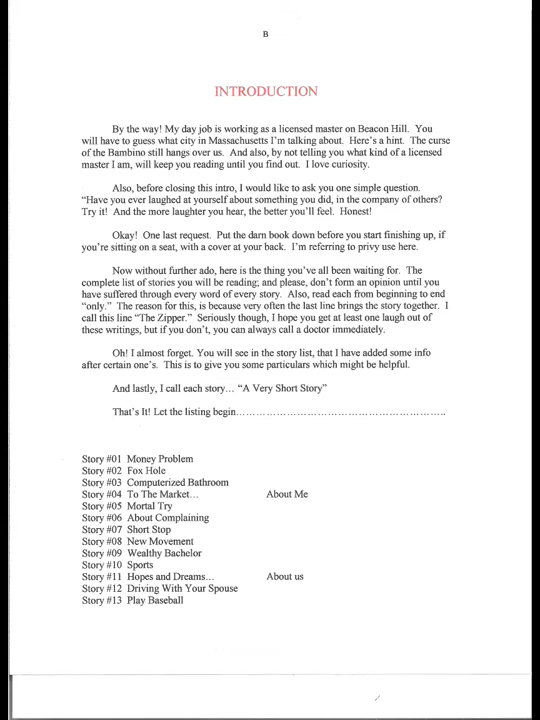 B
INTRODUCTION
By the way! My day job is working as a licensed master on Beacon Hill. You
will have to guess what city in Massachusetts I'm talking about. Here's a hint. The curse
of the Bambino still hangs over us. And also, by not telling you what kind of a licensed
master I am, will keep you reading until you find out. I love curiosity.
Also, before closing this intro, I would like to ask you one simple question.
"Have you ever laughed at yourself about something you did, in the company of others?
Try it! And the more laughter you hear, the better you'll feel. Honest!
Okay! One last request. Put the darn book down before you start finishing up, if
you're sitting on a seat, with a cover at your back. I'm referring to privy use here.
Now without further ado, here is the thing you've all been waiting for. The
complete list of stories you will be reading; and please, don't form an opinion until you
have suffered through every word of every story. Also, read each from beginning to end
"only." The reason for this, is because very often the last line brings the story together. I
call this line "The Zipper." Seriously though, I hope you get at least one laugh out of
these writings, but if you don't, you can always call a doctor immediately.
Oh! I almost forget. You will see in the story list, that I have added some info
after certain one's. This is to give you some particulars which might be helpful.
And lastly, I call each story… "A Very Short Story"
That's It! Let the listing begin…………………………………………………………
Story #01 Money Problem
Story #02 Fox Hole
Story #03 Computerized Bathroom
Story #04 To The Market… About Me
Story #05 Mortal Try
Story #06 About Complaining
Story #07 Short Stop
Story #08 New Movement
Story #09 Wealthy Bachelor
Story #10 Sports
Story #11 Hopes and Dreams… About us
Story #12 Driving With Your Spouse
Story #13 Play Baseball